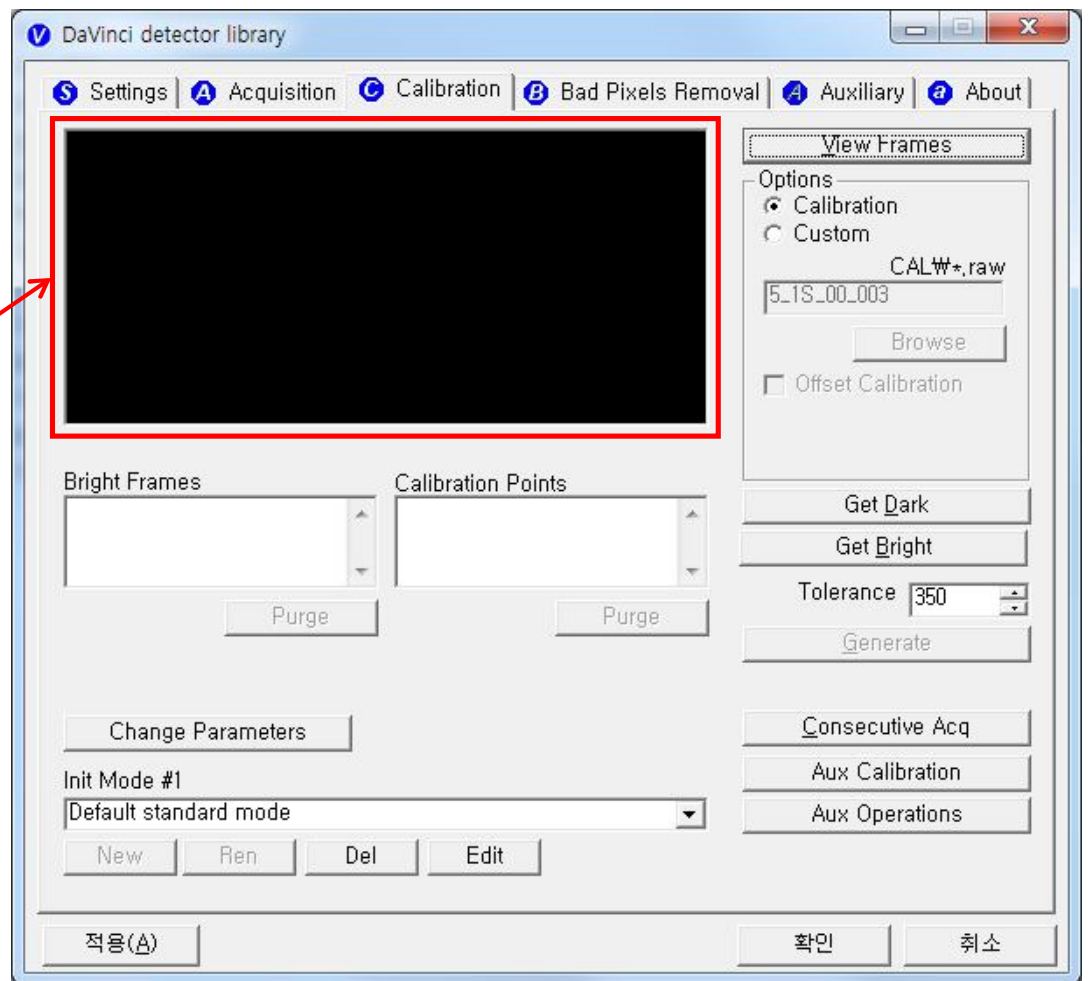 DaVinci detector library
Settings Acquisition Calibration Bad Pixels Removal Auxiliary About
View Frames
Options
Calibration
Custom
CAL₩*.raw
5_1S_00_003
Browse
Offset Calibration
Bright Frames
Calibration Points
Purge
Purge
Get Dark
Get Bright
Tolerance 350
Generate
Change Parameters
Init Mode #1
Default standard mode
New Ren Del Edit
Consecutive Acq
Aux Calibration
Aux Operations
적용(A)
확인
취소